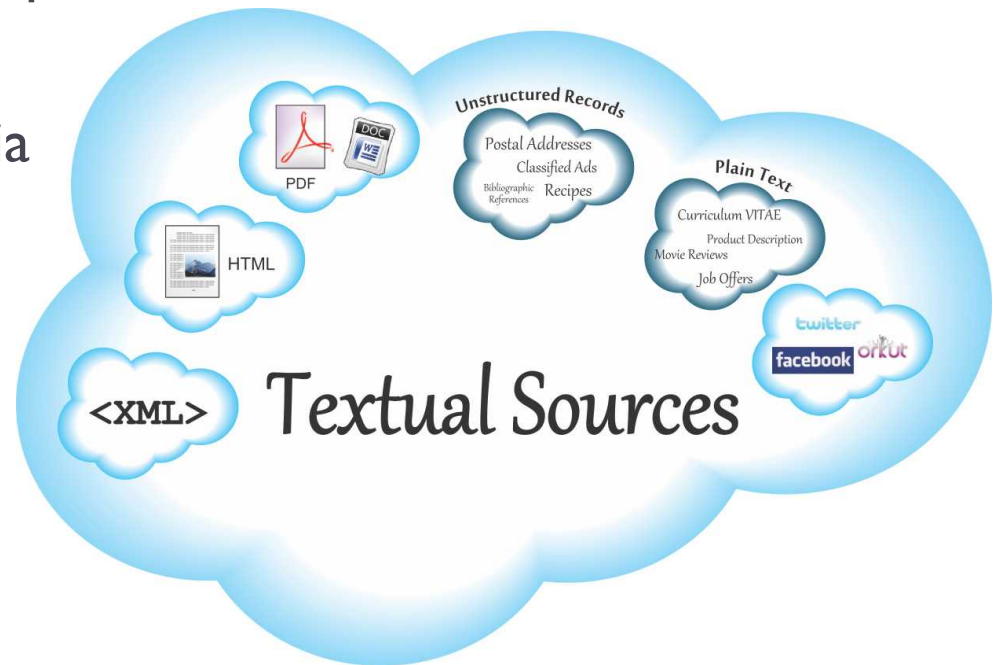 a
DOC
W
PDF
Unstructured Records
Postal Addresses
Classified Ads
Bibliographic
References
Recipes
Plain Text
Curriculum VITAE
Product Description
Movie Reviews
Job Offers
HTML
twitter
facebook
orkut
<XML>
Textual Sources